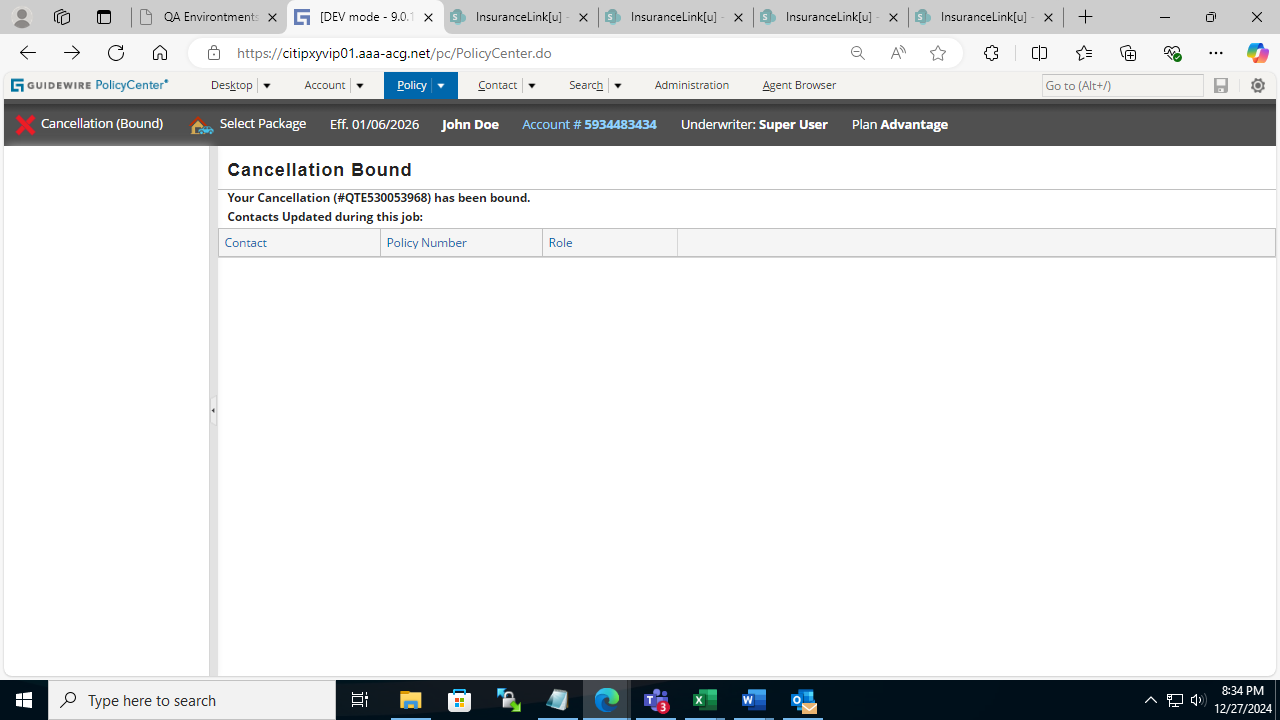 QA Environments
[DEV mode - 9.0.1
InsuranceLink[u] -
InsuranceLink[u] -
InsuranceLink[u] -
InsuranceLink[u] -
https://citipxyvip01.aaa-acg.net/pc/PolicyCenter.do
GUIDEWIRE PolicyCenter
Desktop
Account
Policy
Contact
Search
Administration
Agent Browser
Go to (Alt+/)
Cancellation (Bound)
Select Package
Eff. 01/06/2026
John Doe
Account # 5934483434
Underwriter: Super User
Plan Advantage
Cancellation Bound
Your Cancellation (#QTE530053968) has been bound.
Contacts Updated during this job:
Contact
Policy Number
Role
Type here to search
3
8:34 PM
12/27/2024